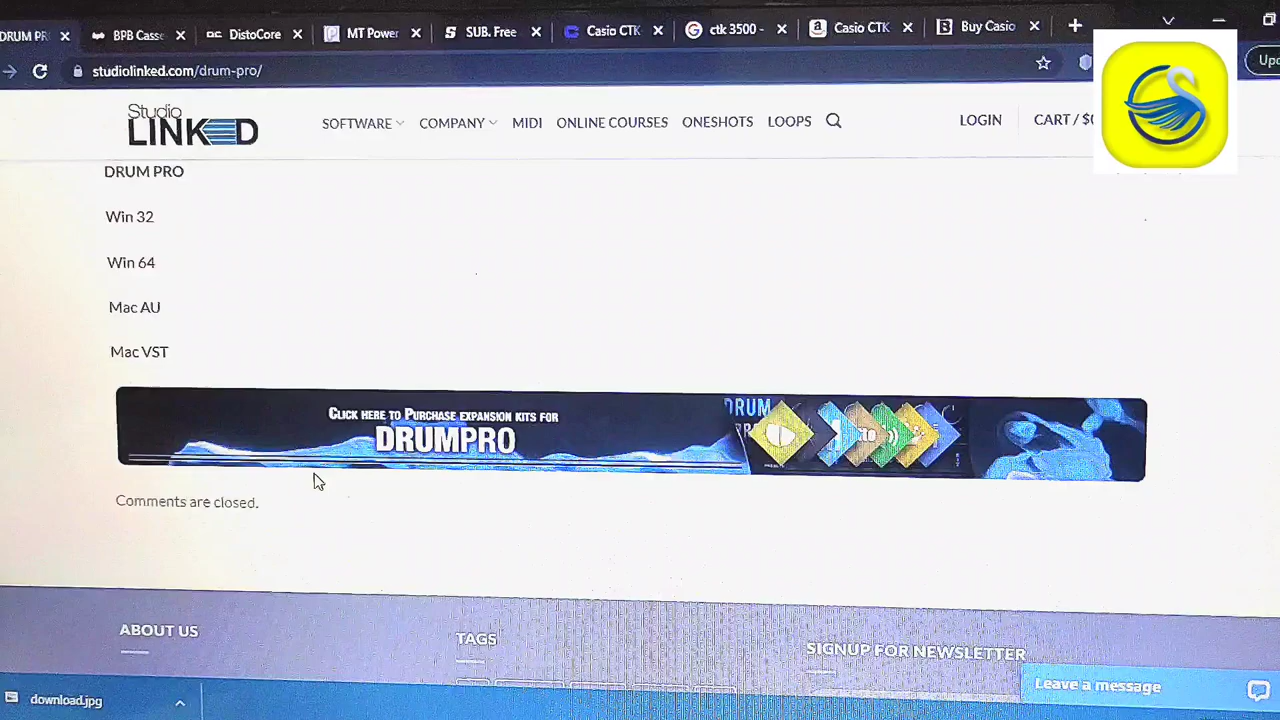 DRUM PR
BPB Casse
DistoCore
MT Power
SUB. Free
Casio CTK
ctk 3500 -
Casio CTK
Buy Casio
studiolinked.com/drum-pro/
Studio
LINKED
SOFTWARE
COMPANY
MIDI
ONLINE COURSES
ONESHOTS
LOOPS
LOGIN
CART / $0
DRUM PRO
Win 32
Win 64
Mac AU
Mac VST
CLICK HERE TO PURCHASE EXPANSION KITS FOR
DRUMPRO
DRUM
Comments are closed.
ABOUT US
TAGS
SIGNUP FOR NEWSLETTER
Leave a message
download.jpg